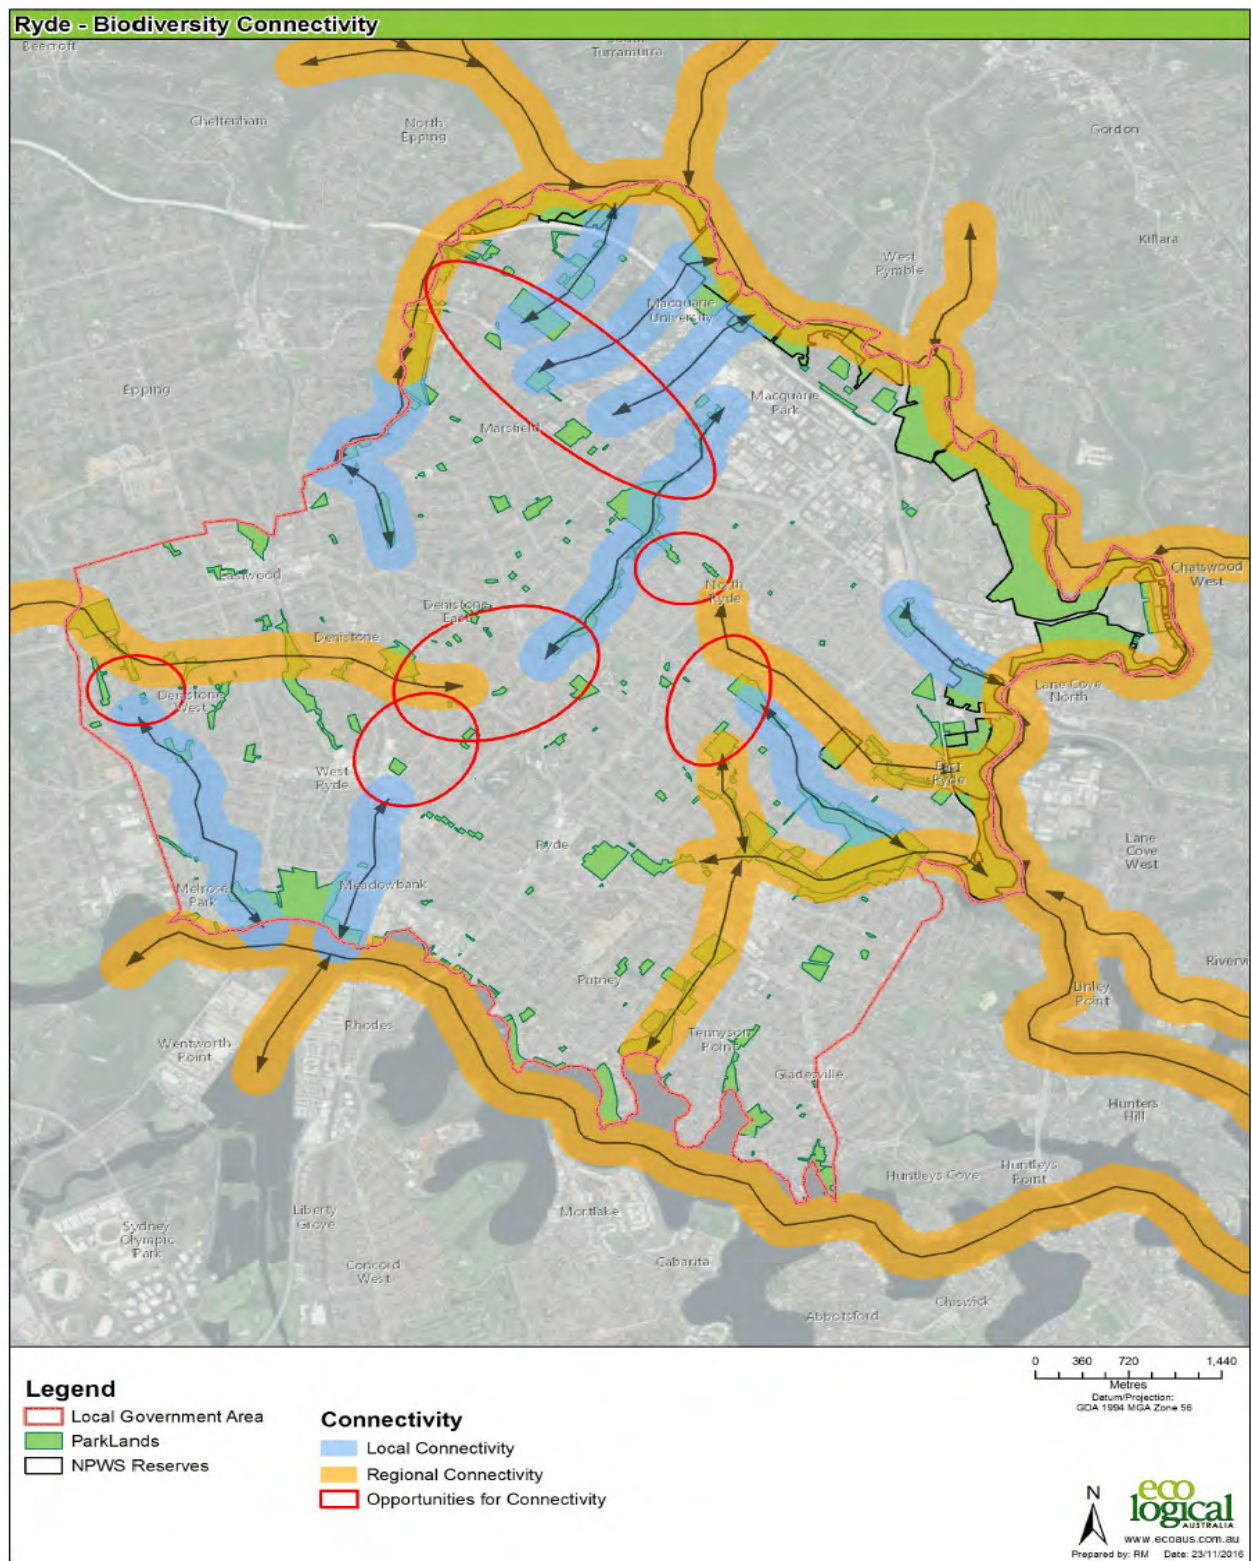 Ryde - Biodiversity Connectivity
Beecroft
Turramurra
Cheltenham
North
Epping
Gordon
Killara
West
Pymble
Macquarie
University
Epping
Macquarie
Park
Marsfield
Chatswood
West
Eastwood
North
Ryde
Denistone
East
Denistone
Lane Cove
North
Denistone
West
West
Ryde
East
Ryde
Lane
Cove
West
Ryde
Melrose
Park
Meadowbank
Putney
Linley
Point
Rhodes
Wentworth
Point
Tennyson
Point
Gladesville
Hunters
Hill
Huntleys Cove
Huntleys
Point
Liberty
Grove
Mortlake
Sydney
Olympic
Park
Concord
West
Cabarita
Chiswick
Abbotsford
Legend
Local Government Area
ParkLands
NPWS Reserves
Connectivity
Local Connectivity
Regional Connectivity
Opportunities for Connectivity
0 360 720 1,440
Metres
Datum/Projection:
GDA 1994 MGA Zone 56
N
eco
logical
AUSTRALIA
www.ecoaus.com.au
Prepared by: RM Date: 23/11/2016